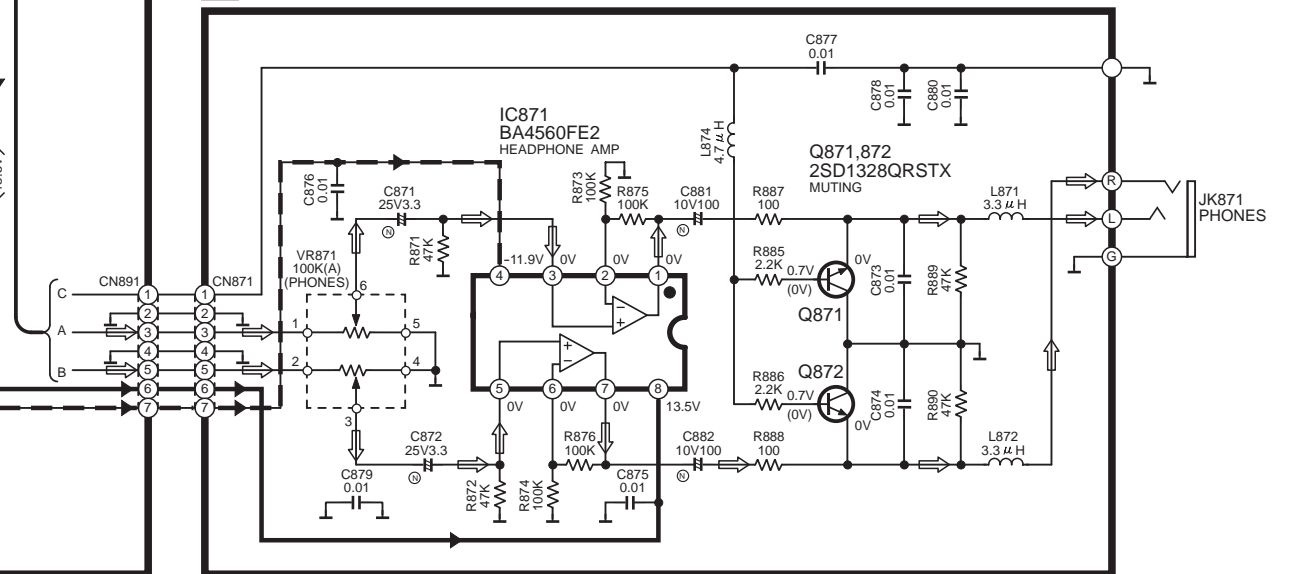 C877
0.01
C878
0.01
C880
0.01
IC871
BA4560FE2
HEADPHONE AMP
L874
4.7 μ H
Q871,872
2SD1328QRSTX
MUTING
C876
0.01
C871
25V3.3
N
R871
47K
R873
100K
R875
100K
C881
10V100
N
R887
100
L871
3.3 μ H
R
L
G
JK871
PHONES
VR871
100K(A)
(PHONES)
6
1
5
2
4
3
4
-11.9V
3
0V
2
0V
1
0V
R885
2.2K
0.7V
(0V)
0V
Q871
C873
0.01
R889
47K
CN891
CN871
C
A
B
1
2
3
4
5
6
7
1
2
3
4
5
6
7
+
−
−
+
5
0V
6
0V
7
0V
8
13.5V
R886
2.2K
0.7V
(0V)
Q872
0V
C874
0.01
R890
47K
C872
25V3.3
N
C879
0.01
R872
47K
R874
100K
R876
100K
C875
0.01
C882
10V100
N
R888
100
L872
3.3 μ H